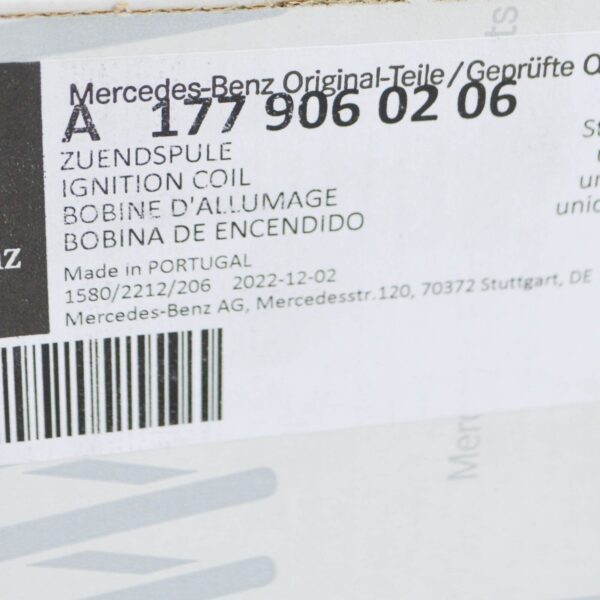 Mercedes-Benz Original-Teile/Geprüfte
A 177 906 02 06
ZUENDSPULE
IGNITION COIL
BOBINE D'ALLUMAGE
BOBINA DE ENCENDIDO
Made in PORTUGAL
1580/2212/206 2022-12-02
Mercedes-Benz AG, Mercedesstr.120, 70372 Stuttgart, DE